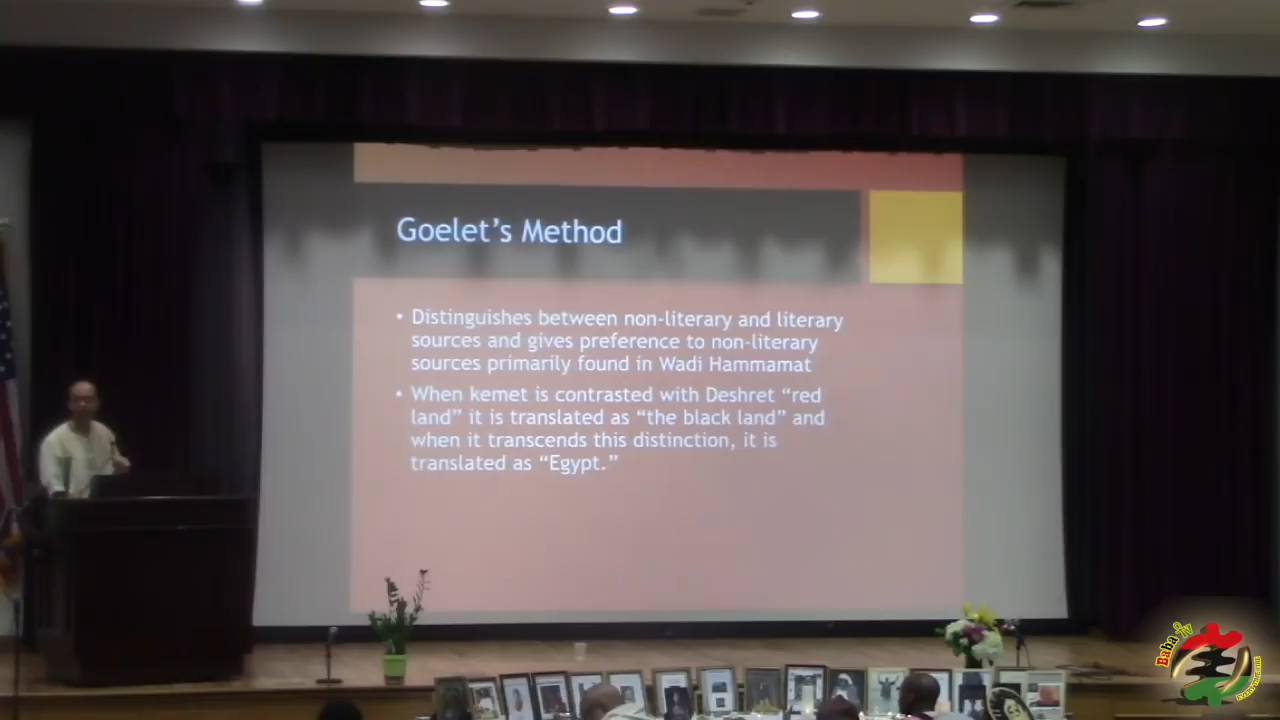 Goelet's Method
• Distinguishes between non-literary and literary
sources and gives preference to non-literary
sources primarily found in Wadi Hammamat
• When kemet is contrasted with Deshret “red
land” it is translated as “the black land” and
when it transcends this distinction, it is
translated as “Egypt.”
Baba
TV